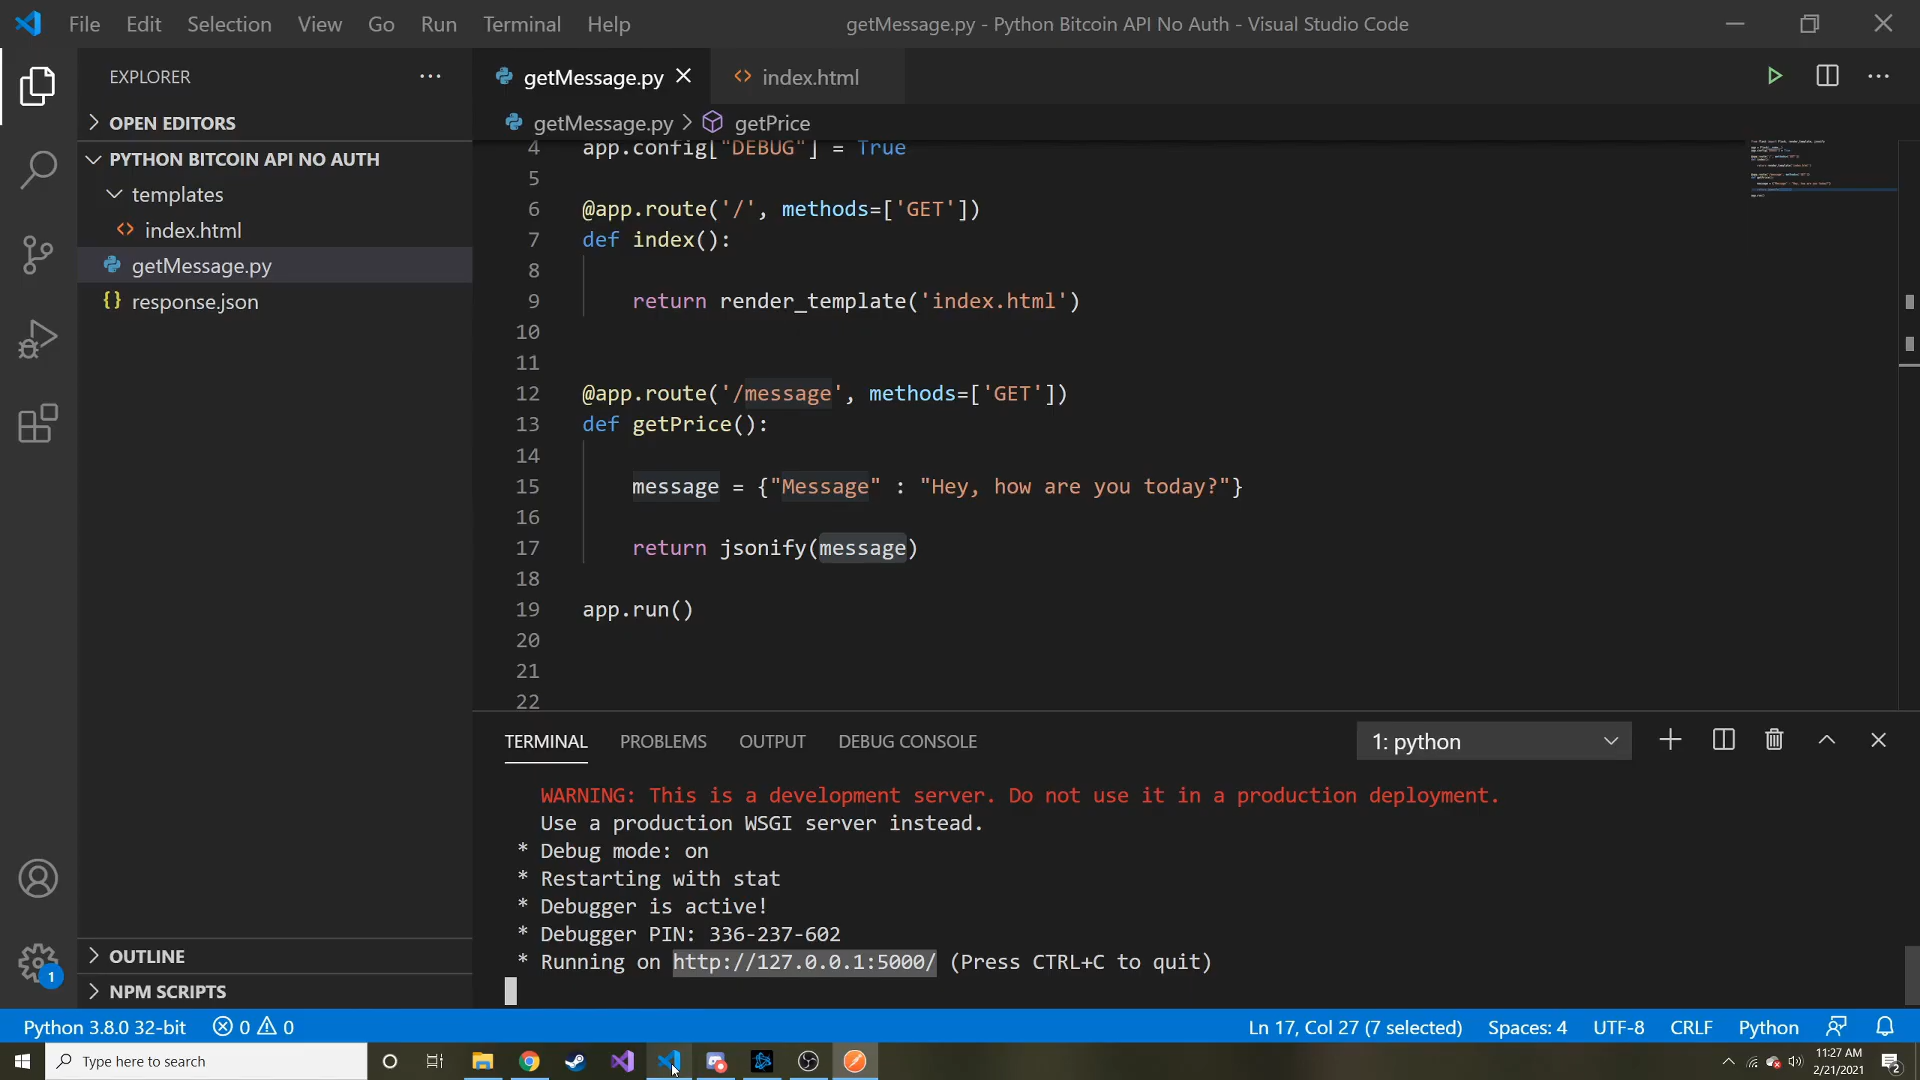 File Edit Selection View Go Run Terminal Help
getMessage.py - Python Bitcoin API No Auth - Visual Studio Code
EXPLORER
OPEN EDITORS
PYTHON BITCOIN API NO AUTH
templates
index.html
getMessage.py
response.json
OUTLINE
NPM SCRIPTS
1
getMessage.py
index.html
getMessage.py > getPrice
4 app.config["DEBUG"] = True
5
6 @app.route('/', methods=['GET'])
7 def index():
8
9 return render_template('index.html')
10
11
12 @app.route('/message', methods=['GET'])
13 def getPrice():
14
15 message = {"Message" : "Hey, how are you today?"}
16
17 return jsonify(message)
18
19 app.run()
20
21
22
TERMINAL PROBLEMS OUTPUT DEBUG CONSOLE
1: python
WARNING: This is a development server. Do not use it in a production deployment.
Use a production WSGI server instead.
* Debug mode: on
* Restarting with stat
* Debugger is active!
* Debugger PIN: 336-237-602
* Running on http://127.0.0.1:5000/ (Press CTRL+C to quit)
Python 3.8.0 32-bit 0 0
Ln 17, Col 27 (7 selected) Spaces: 4 UTF-8 CRLF Python
Type here to search
11:27 AM
2/21/2021
2